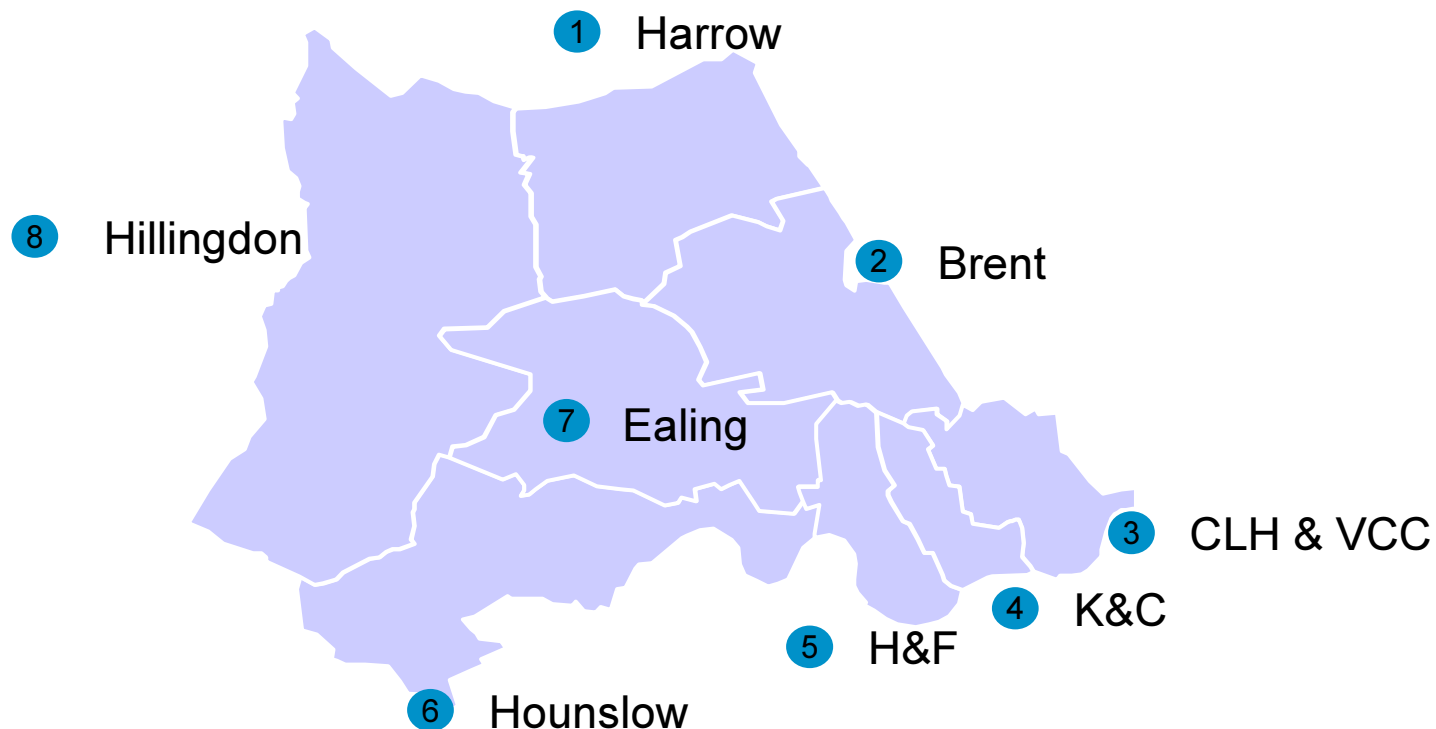 1 Harrow
8 Hillingdon
2 Brent
7 Ealing
3 CLH & VCC
4 K&C
5 H&F
6 Hounslow